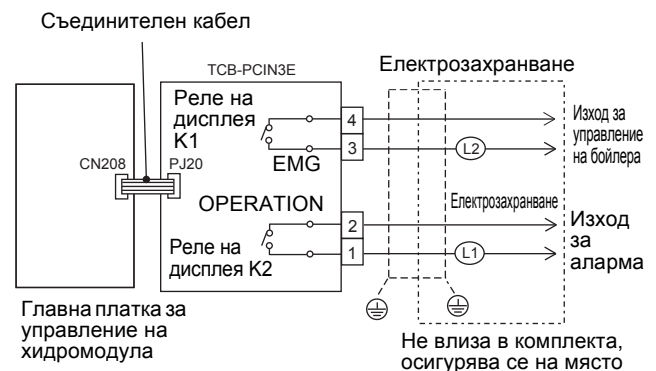 Съединителен кабел
TCB-PCIN3E
Електрозахранване
Реле на
дисплея
K1
4
3
EMG
L2
Изход за
управление
на бойлера
CN208
PJ20
OPERATION
Електрозахранване
2
1
Реле на
дисплея K2
L1
Изход
за
аларма
Главна платка за
управление на
хидромодула
Не влиза в комплекта,
осигурява се на място